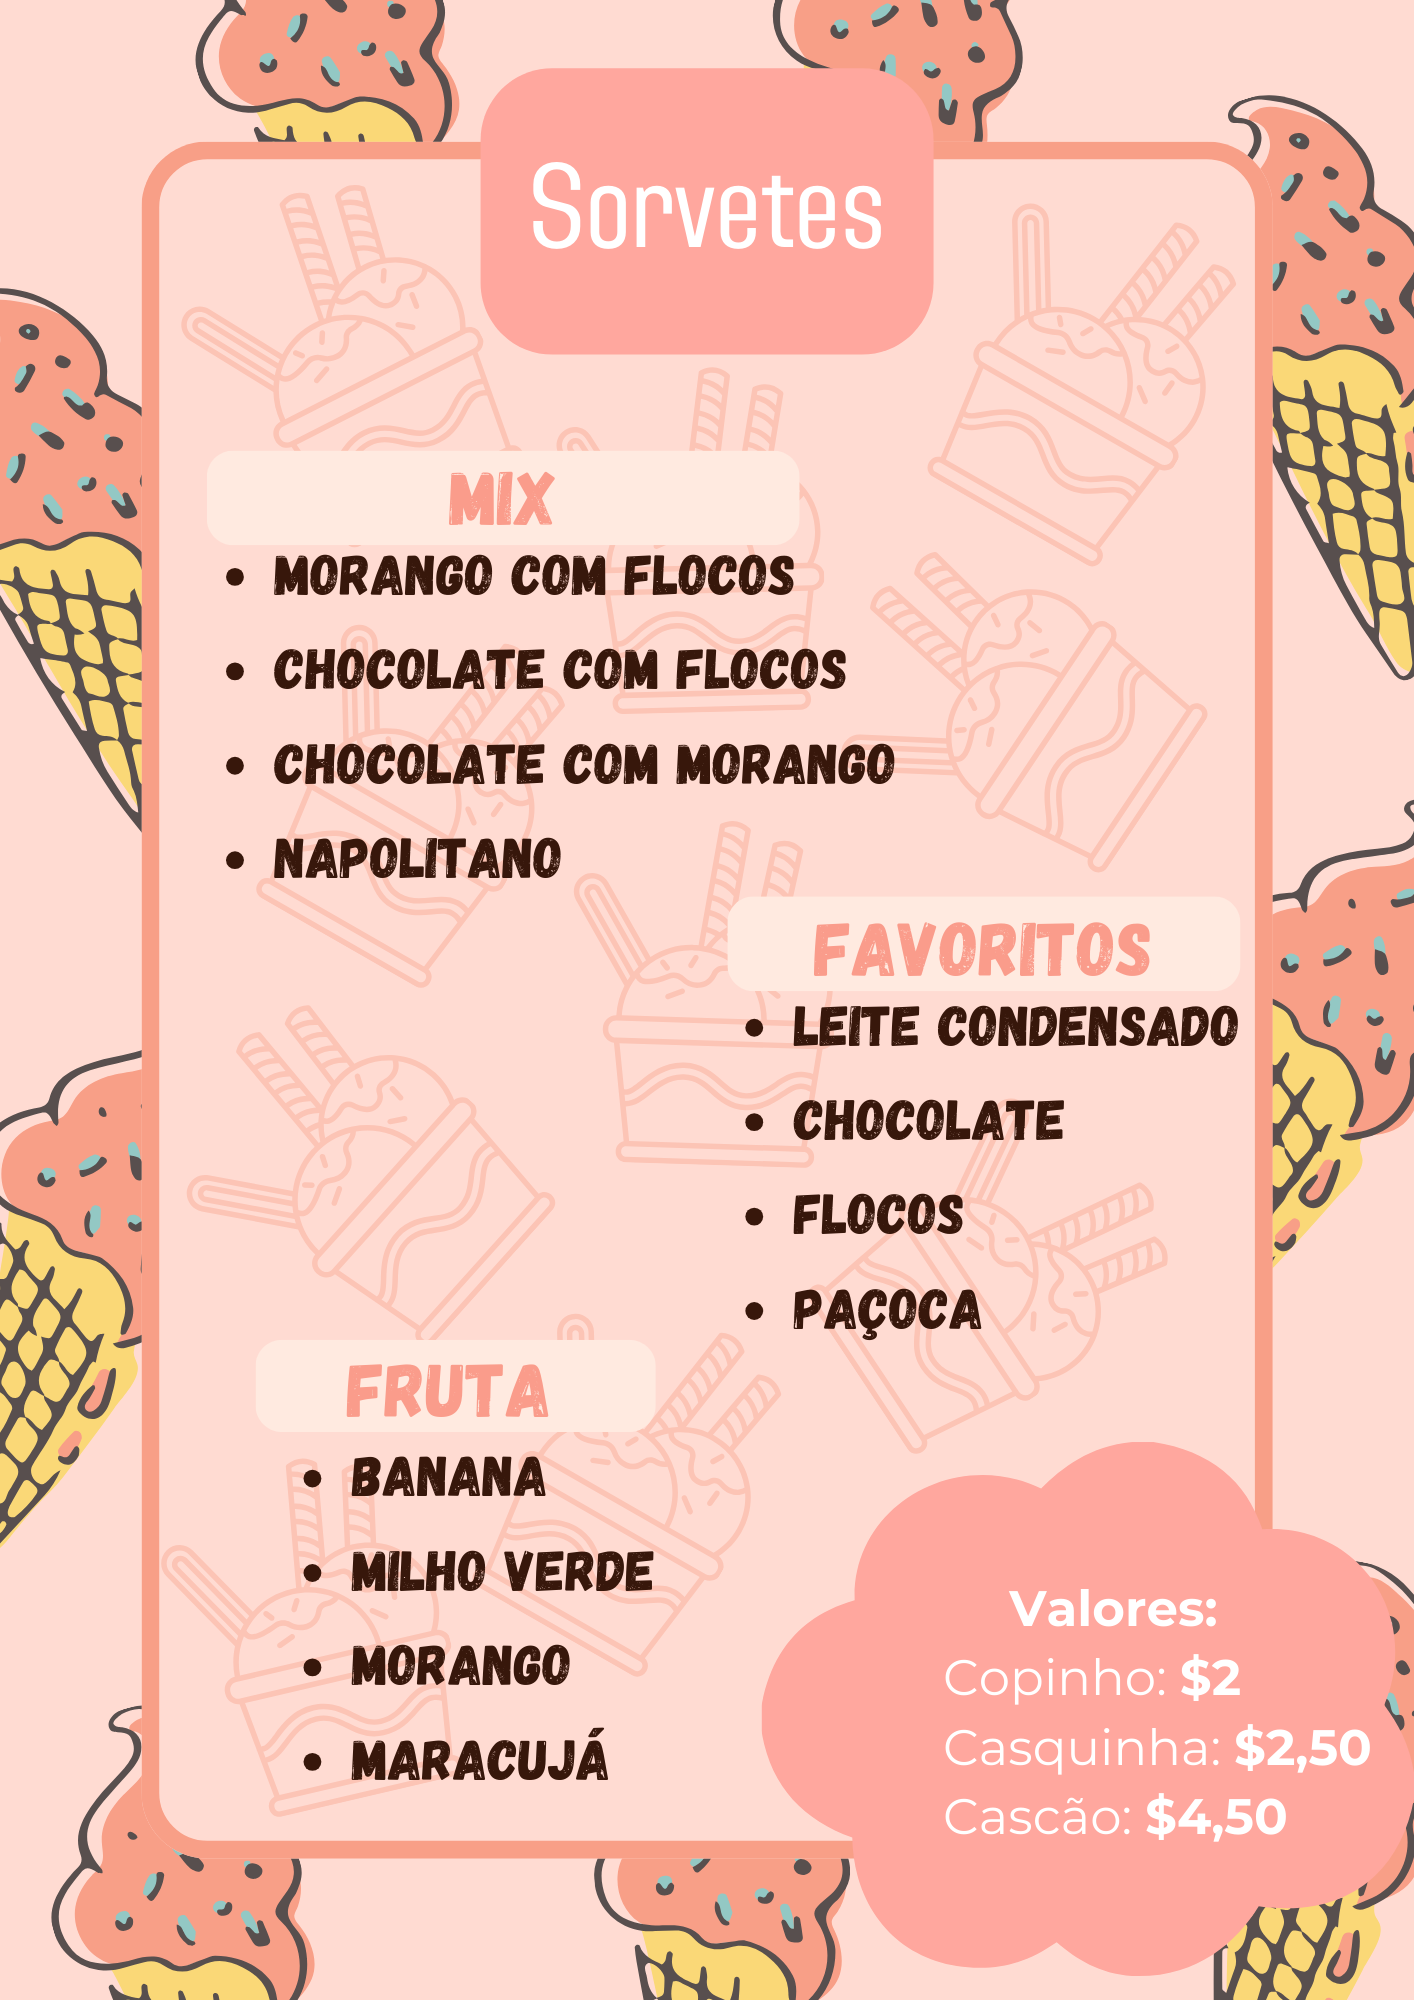 Sorvetes
MIX
• MORANGO COM FLOCOS
• CHOCOLATE COM FLOCOS
• CHOCOLATE COM MORANGO
• NAPOLITANO
FAVORITOS
• LEITE CONDENSADO
• CHOCOLATE
• FLOCOS
• PAÇOCA
FRUTA
• BANANA
• MILHO VERDE
• MORANGO
• MARACUJÁ
Valores:
Copinho: $2
Casquinha: $2,50
Cascão: $4,50